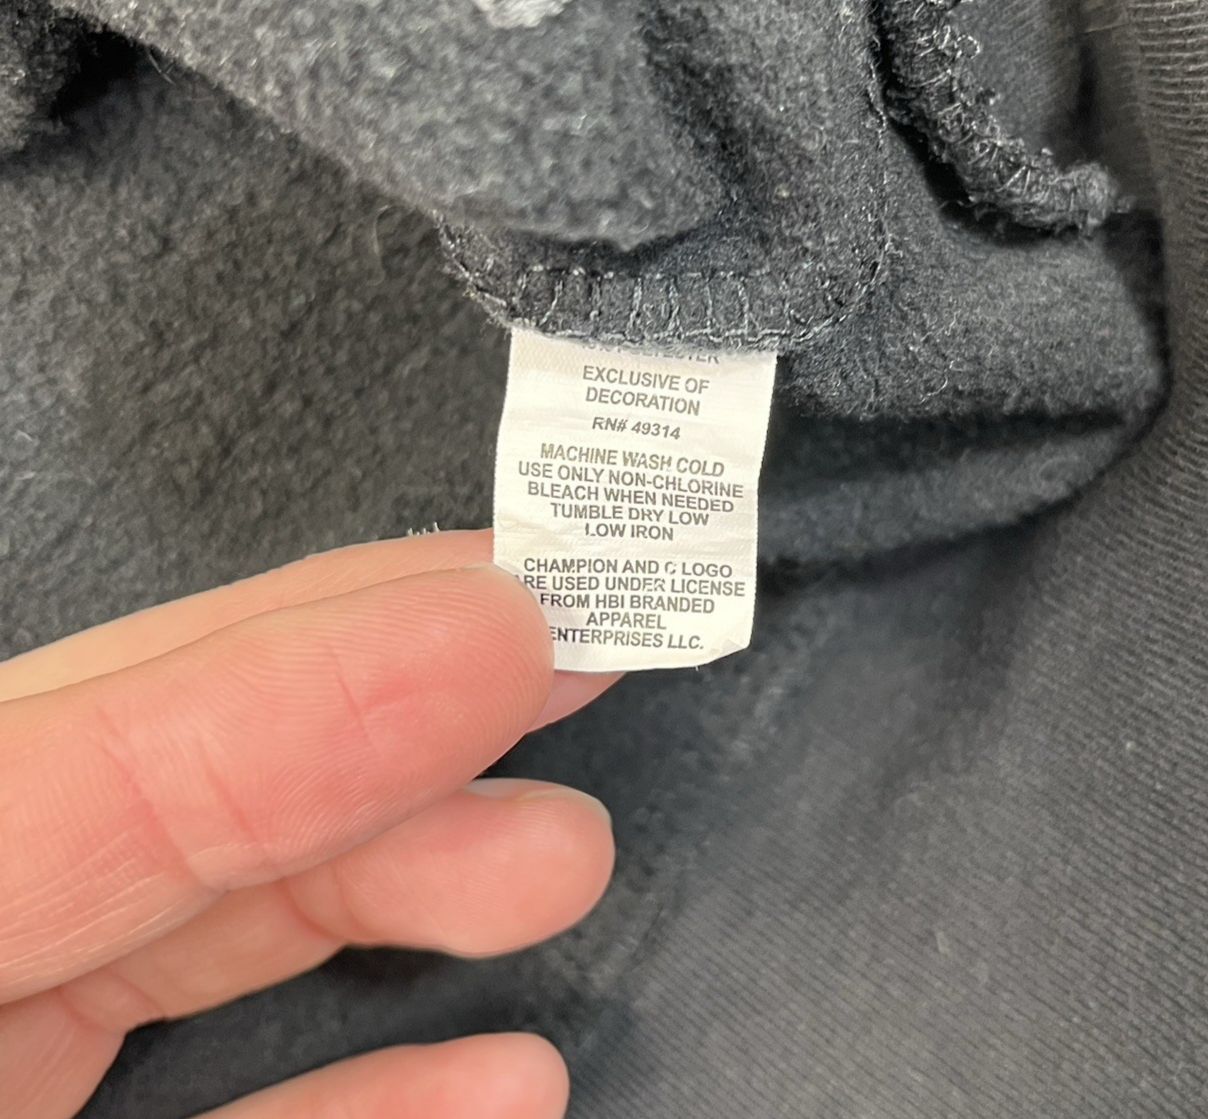 POLYESTER
EXCLUSIVE OF
DECORATION
RN# 49314
MACHINE WASH COLD
USE ONLY NON-CHLORINE
BLEACH WHEN NEEDED
TUMBLE DRY LOW
LOW IRON
CHAMPION AND C LOGO
ARE USED UNDER LICENSE
FROM HBI BRANDED
APPAREL
ENTERPRISES LLC.